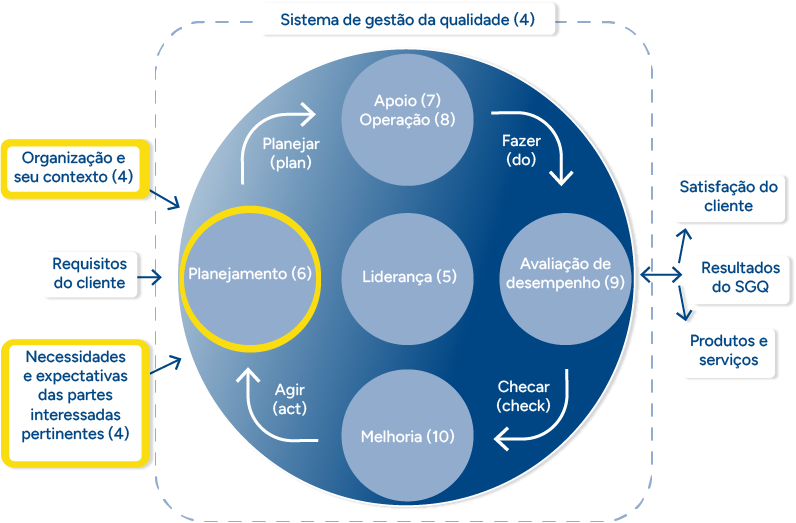 Sistema de gestão da qualidade (4)
Apoio (7)
Operação (8)
Planejar
(plan)
Fazer
(do)
Organização e
seu contexto (4)
Satisfação do
cliente
Requisitos
do cliente
Planejamento (6)
Liderança (5)
Avaliação de
desempenho (9)
Resultados
do SGQ
Produtos e
serviços
Necessidades
e expectativas
das partes
interessadas
pertinentes (4)
Agir
(act)
Checar
(check)
Melhoria (10)